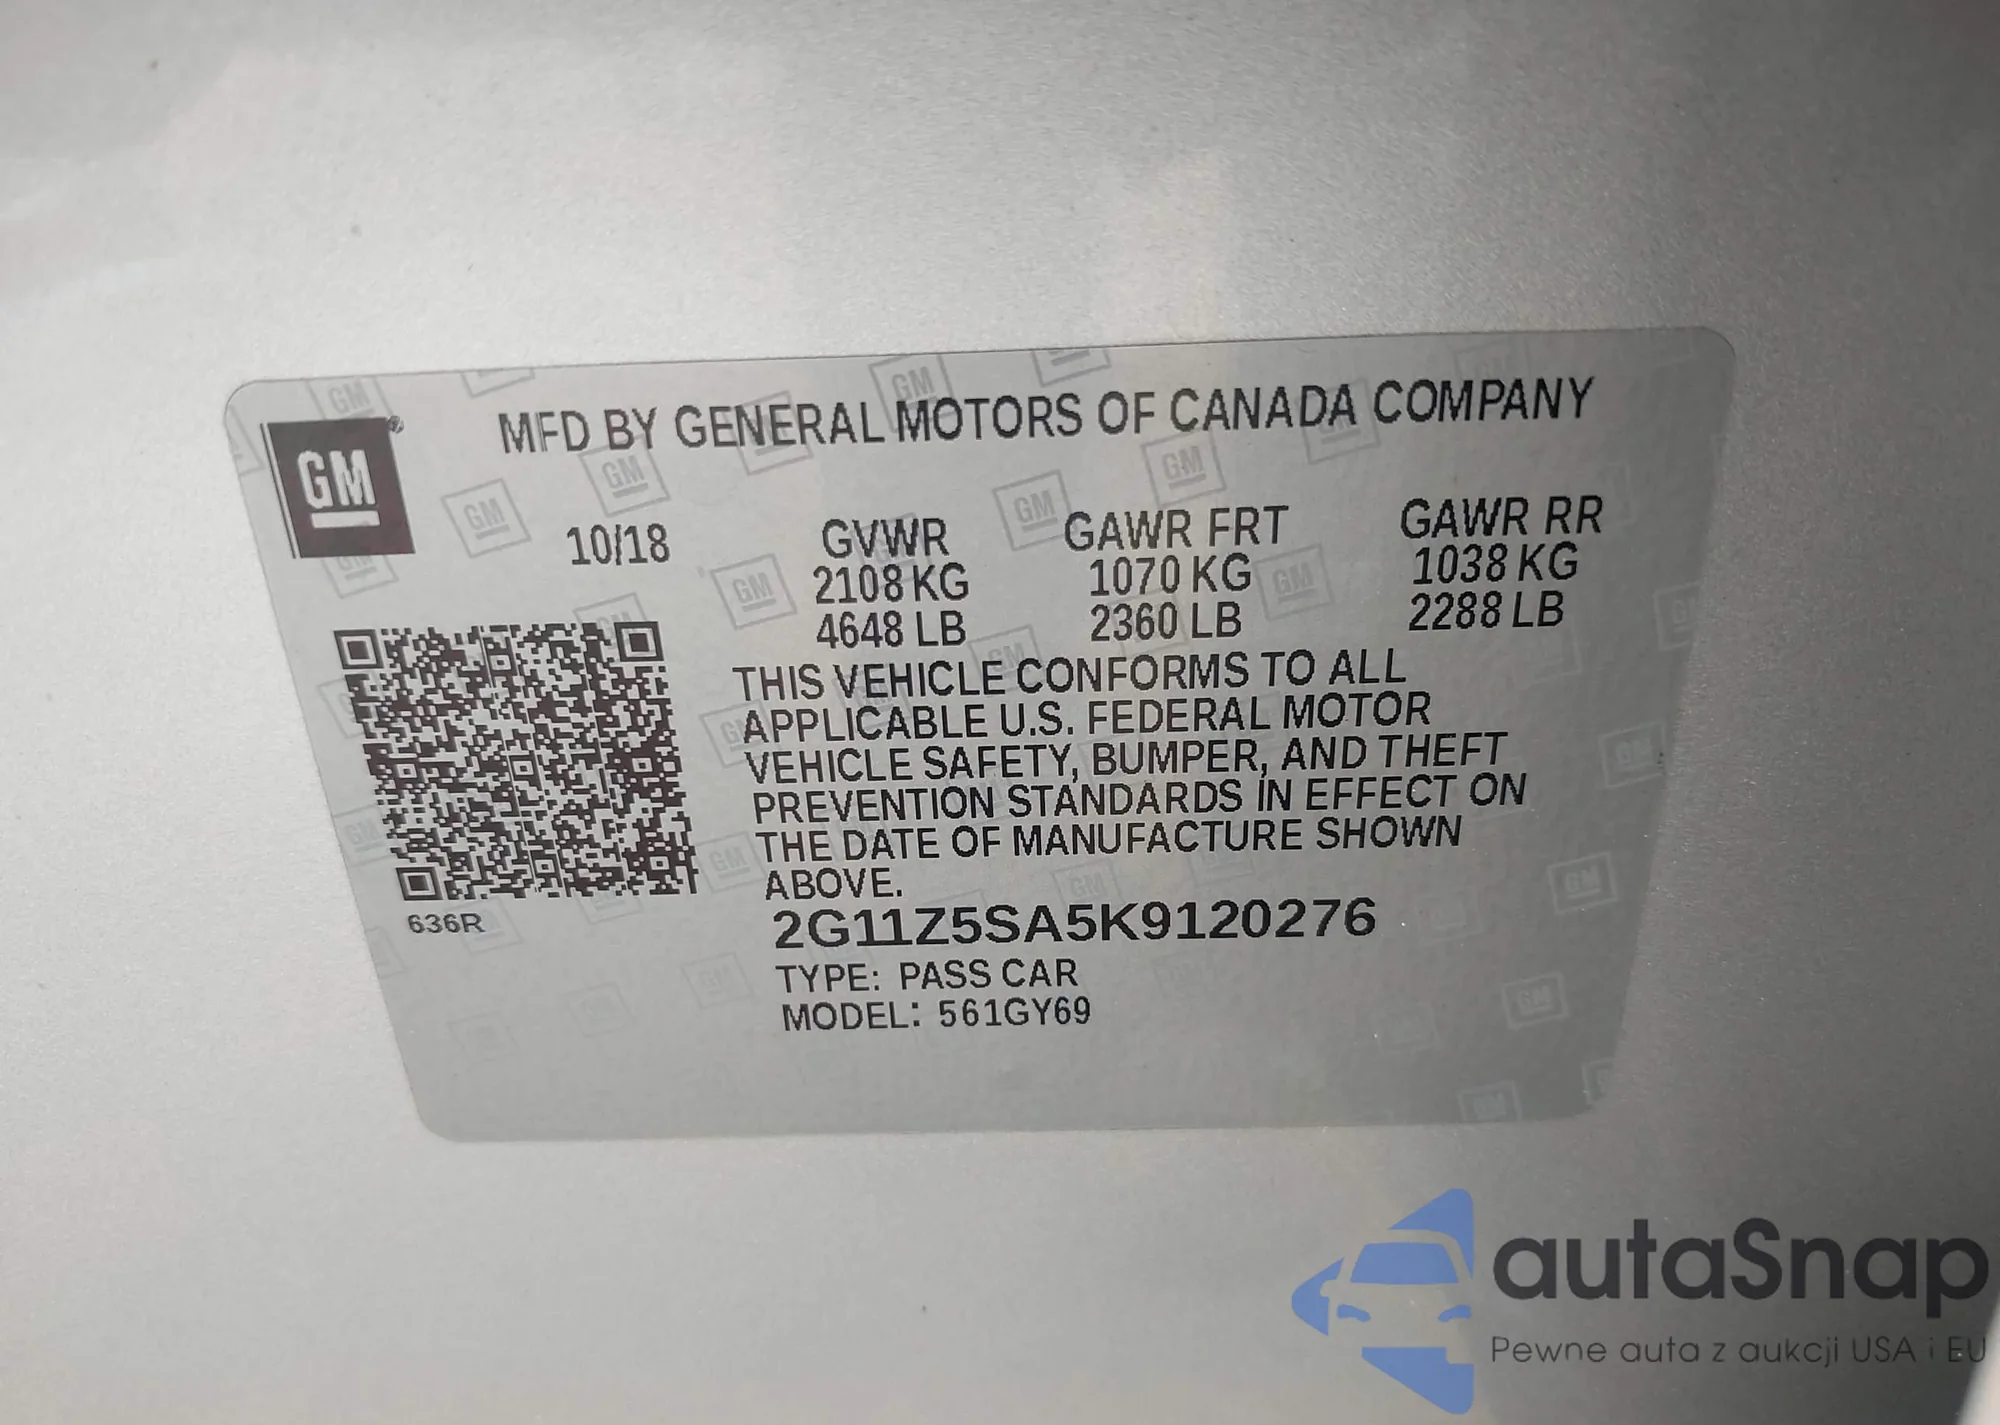 GM
MFD BY GENERAL MOTORS OF CANADA COMPANY
10/18
GVWR GAWR FRT GAWR RR
2108 KG 1070 KG 1038 KG
4648 LB 2360 LB 2288 LB
THIS VEHICLE CONFORMS TO ALL
APPLICABLE U.S. FEDERAL MOTOR
VEHICLE SAFETY, BUMPER, AND THEFT
PREVENTION STANDARDS IN EFFECT ON
THE DATE OF MANUFACTURE SHOWN
ABOVE.
636R
2G11Z5SA5K9120276
TYPE: PASS CAR
MODEL: 561GY69
autaSnap
Pewne auta z aukcji USA i EU